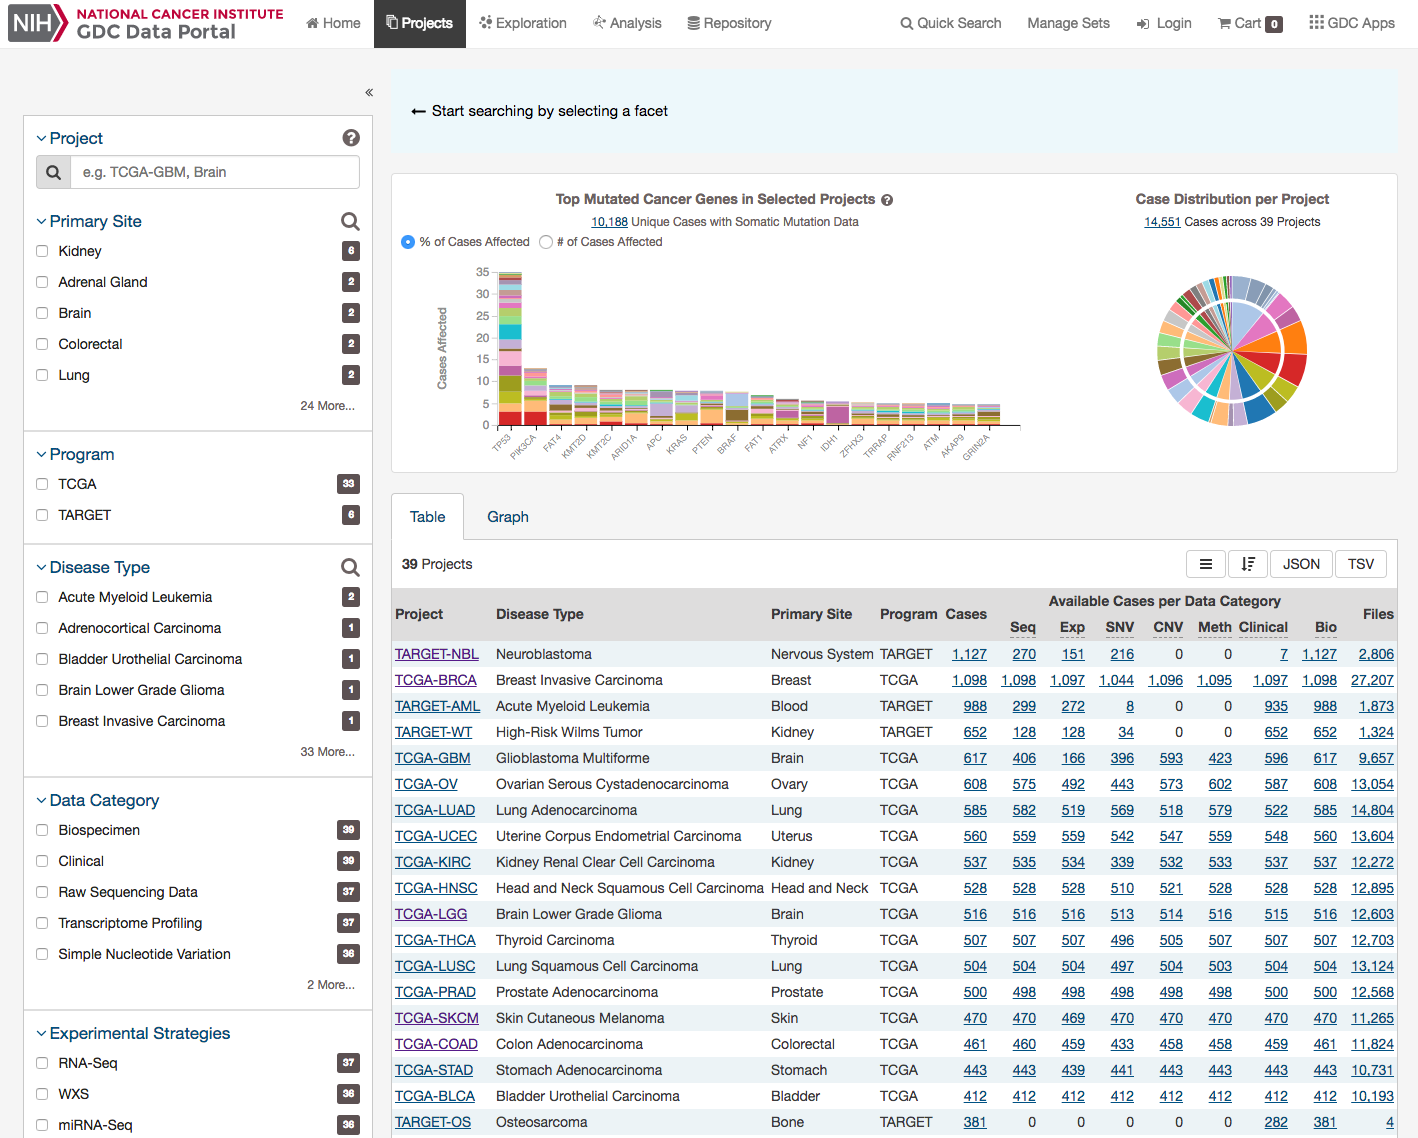 NIH NATIONAL CANCER INSTITUTE
GDC Data Portal
Home Projects Exploration Analysis Repository Quick Search Manage Sets Login Cart 0 GDC Apps
«
← Start searching by selecting a facet
Project ?
e.g. TCGA-GBM, Brain
Primary Site
Kidney 6
Adrenal Gland 2
Brain 2
Colorectal 2
Lung 2
24 More...
Program
TCGA 33
TARGET 6
Disease Type
Acute Myeloid Leukemia 2
Adrenocortical Carcinoma 1
Bladder Urothelial Carcinoma 1
Brain Lower Grade Glioma 1
Breast Invasive Carcinoma 1
33 More...
Data Category
Biospecimen 39
Clinical 39
Raw Sequencing Data 37
Transcriptome Profiling 37
Simple Nucleotide Variation 36
2 More...
Experimental Strategies
RNA-Seq 37
WXS 36
miRNA-Seq 36
Top Mutated Cancer Genes in Selected Projects ?
10,188 Unique Cases with Somatic Mutation Data
% of Cases Affected # of Cases Affected
Cases Affected
35
30
25
20
15
10
5
0
TP53 PIK3CA FAT4 KMT2D KMT2C ARID1A APC KRAS PTEN BRAF FAT1 ATRX NF1 IDH1 ZFHX3 TRRAP RNF213 ATM AKAP9 GRIN2A
Case Distribution per Project
14,551 Cases across 39 Projects
Table Graph
39 Projects JSON TSV
Project Disease Type Primary Site Program Cases Available Cases per Data Category Files
Seq Exp SNV CNV Meth Clinical Bio
TARGET-NBL Neuroblastoma Nervous System TARGET 1,127 270 151 216 0 0 7 1,127 2,806
TCGA-BRCA Breast Invasive Carcinoma Breast TCGA 1,098 1,098 1,097 1,044 1,096 1,095 1,097 1,098 27,207
TARGET-AML Acute Myeloid Leukemia Blood TARGET 988 299 272 8 0 0 935 988 1,873
TARGET-WT High-Risk Wilms Tumor Kidney TARGET 652 128 128 34 0 0 652 652 1,324
TCGA-GBM Glioblastoma Multiforme Brain TCGA 617 406 166 396 593 423 596 617 9,657
TCGA-OV Ovarian Serous Cystadenocarcinoma Ovary TCGA 608 575 492 443 573 602 587 608 13,054
TCGA-LUAD Lung Adenocarcinoma Lung TCGA 585 582 519 569 518 579 522 585 14,804
TCGA-UCEC Uterine Corpus Endometrial Carcinoma Uterus TCGA 560 559 559 542 547 559 548 560 13,604
TCGA-KIRC Kidney Renal Clear Cell Carcinoma Kidney TCGA 537 535 534 339 532 533 537 537 12,272
TCGA-HNSC Head and Neck Squamous Cell Carcinoma Head and Neck TCGA 528 528 528 510 521 528 528 528 12,895
TCGA-LGG Brain Lower Grade Glioma Brain TCGA 516 516 516 513 514 516 515 516 12,603
TCGA-THCA Thyroid Carcinoma Thyroid TCGA 507 507 507 496 505 507 507 507 12,703
TCGA-LUSC Lung Squamous Cell Carcinoma Lung TCGA 504 504 504 497 504 503 504 504 13,124
TCGA-PRAD Prostate Adenocarcinoma Prostate TCGA 500 498 498 498 498 498 500 500 12,568
TCGA-SKCM Skin Cutaneous Melanoma Skin TCGA 470 470 469 470 470 470 470 470 11,265
TCGA-COAD Colon Adenocarcinoma Colorectal TCGA 461 460 459 433 458 458 459 461 11,824
TCGA-STAD Stomach Adenocarcinoma Stomach TCGA 443 443 439 441 443 443 443 443 10,731
TCGA-BLCA Bladder Urothelial Carcinoma Bladder TCGA 412 412 412 412 412 412 412 412 10,193
TARGET-OS Osteosarcoma Bone TARGET 381 0 0 0 0 0 282 381 4